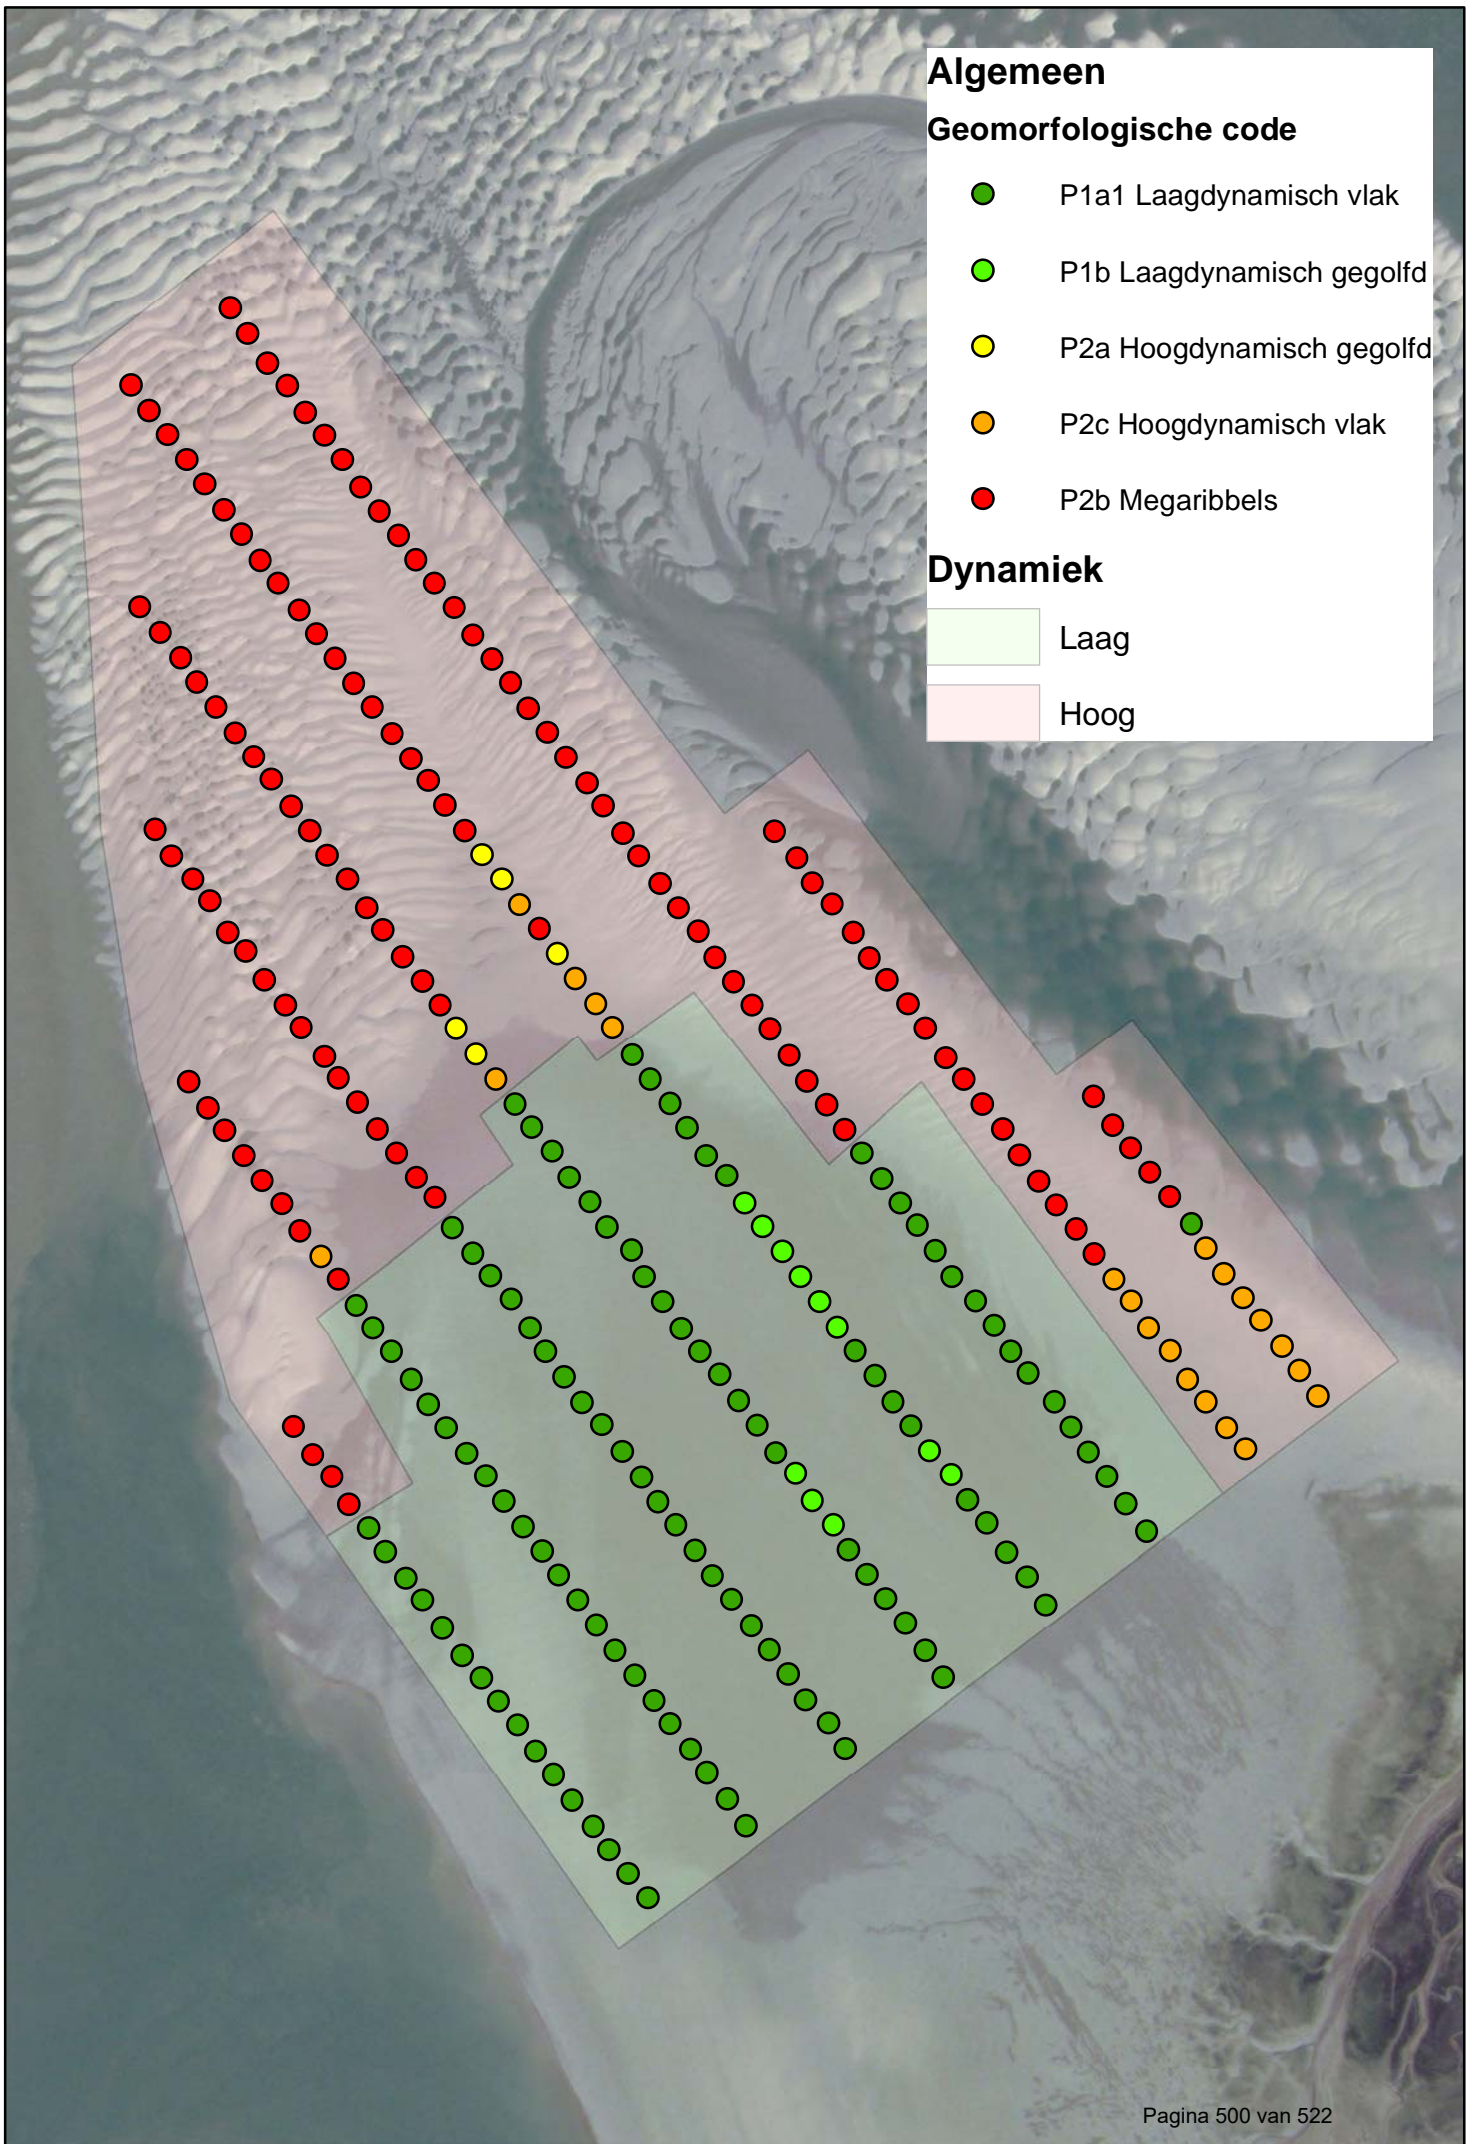 Algemeen
Geomorfologische code
P1a1 Laagdynamisch vlak
P1b Laagdynamisch gegolfd
P2a Hoogdynamisch gegolfd
P2c Hoogdynamisch vlak
P2b Megaribbels
Dynamiek
Laag
Hoog
Pagina 500 van 522